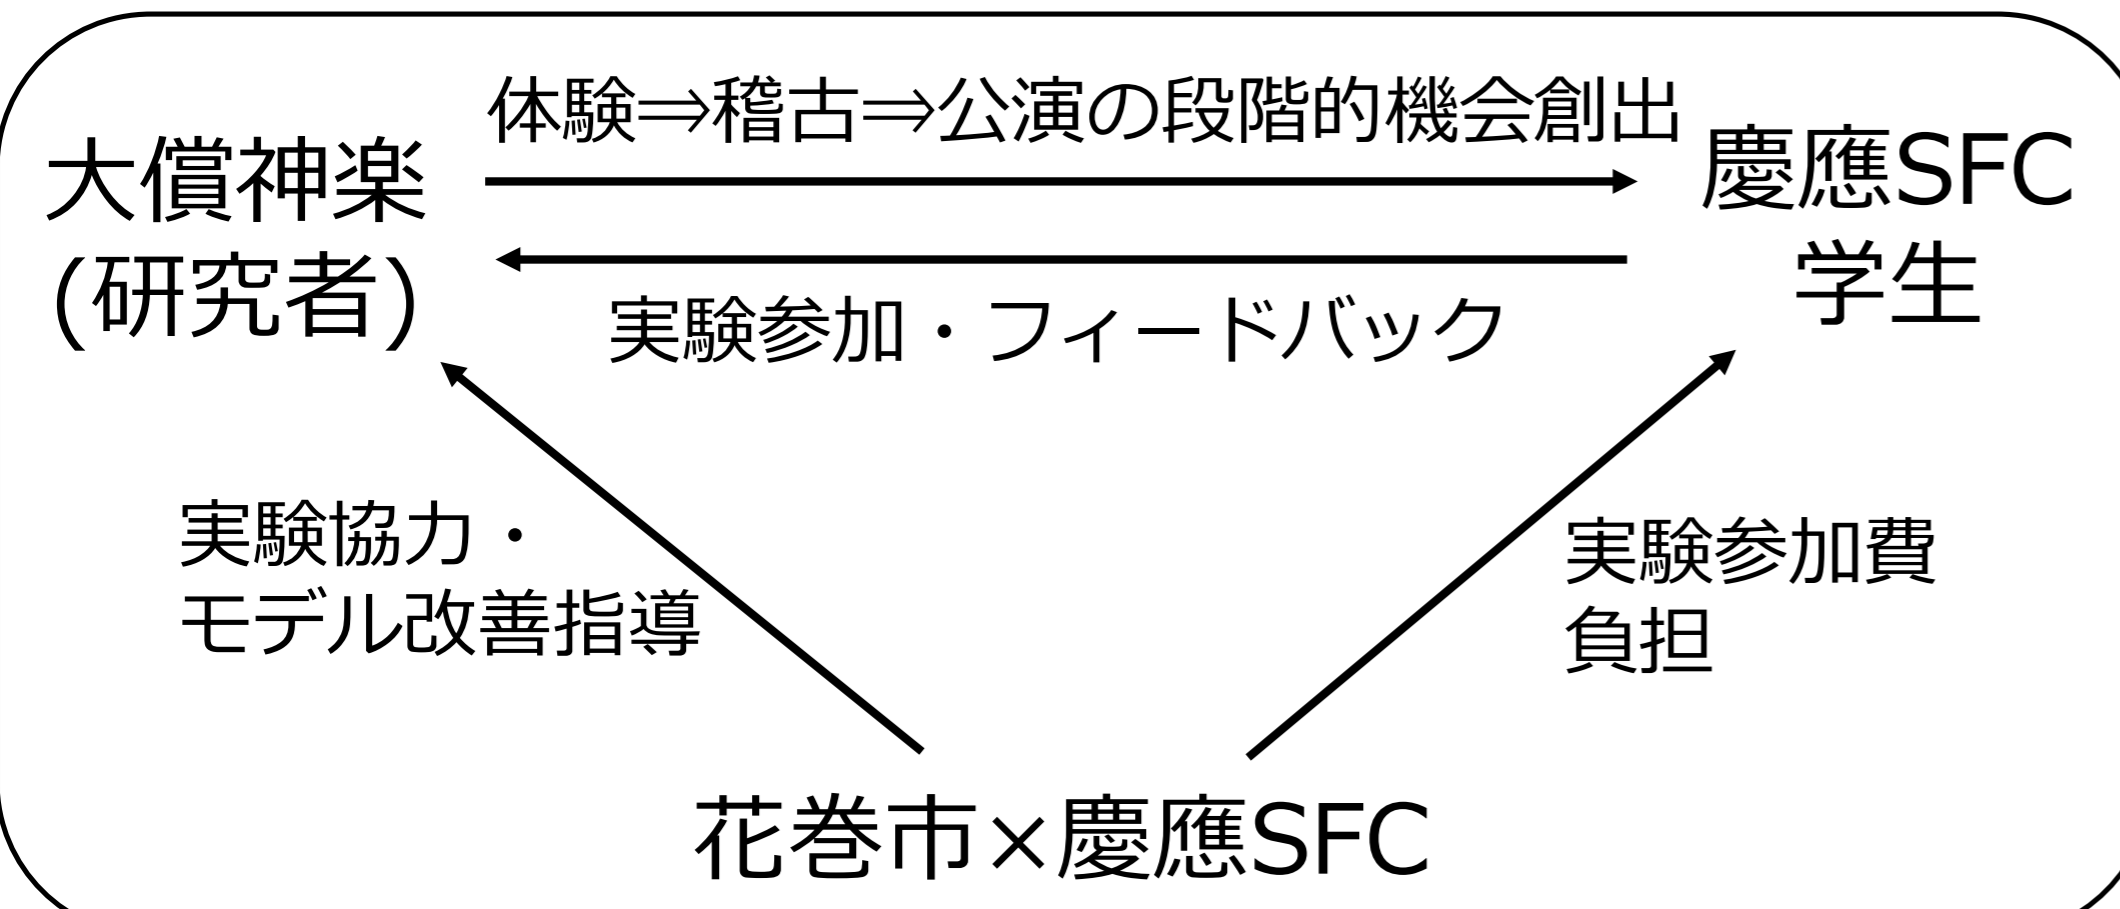 体験⇒稽古⇒公演の段階的機会創出
大償神楽
(研究者)
慶應SFC
学生
実験参加・フィードバック
実験協力・
モデル改善指導
実験参加費
負担
花巻市×慶應SFC